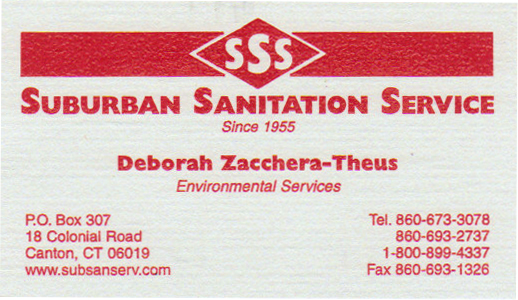 SSS
SUBURBAN SANITATION SERVICE
Since 1955
Deborah Zacchera-Theus
Environmental Services
P.O. Box 307
18 Colonial Road
Canton, CT 06019
www.subsanserv.com
Tel. 860-673-3078
860-693-2737
1-800-899-4337
Fax 860-693-1326